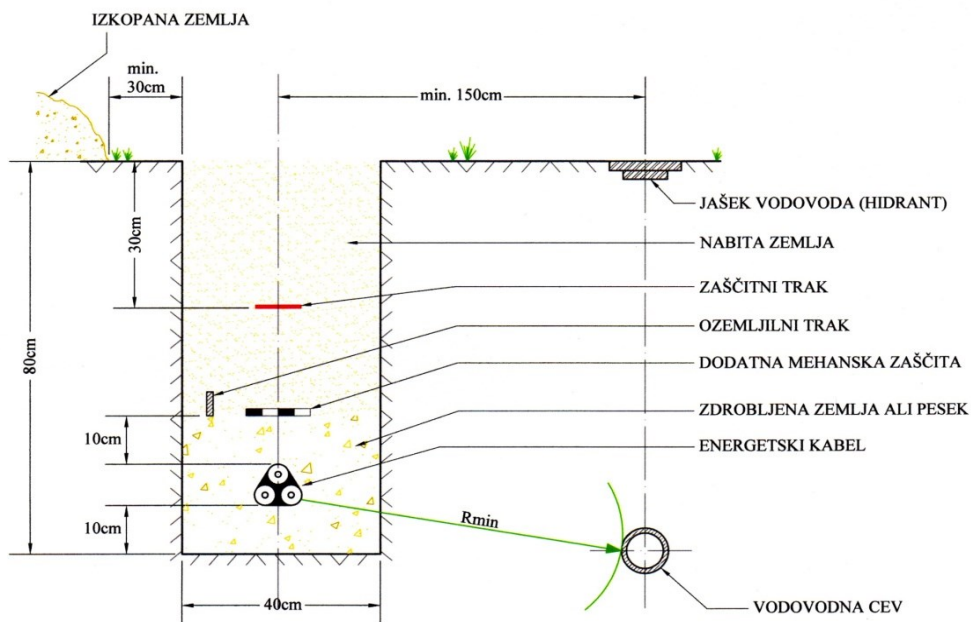 IZKOPANA ZEMLJA
min.
30cm
min. 150cm
JAŠEK VODOVODA (HIDRANT)
30cm
NABITA ZEMLJA
ZAŠČITNI TRAK
OZEMLJILNI TRAK
80cm
DODATNA MEHANSKA ZAŠČITA
ZDROBLJENA ZEMLJA ALI PESEK
10cm
ENERGETSKI KABEL
Rmin
10cm
40cm
VODOVODNA CEV